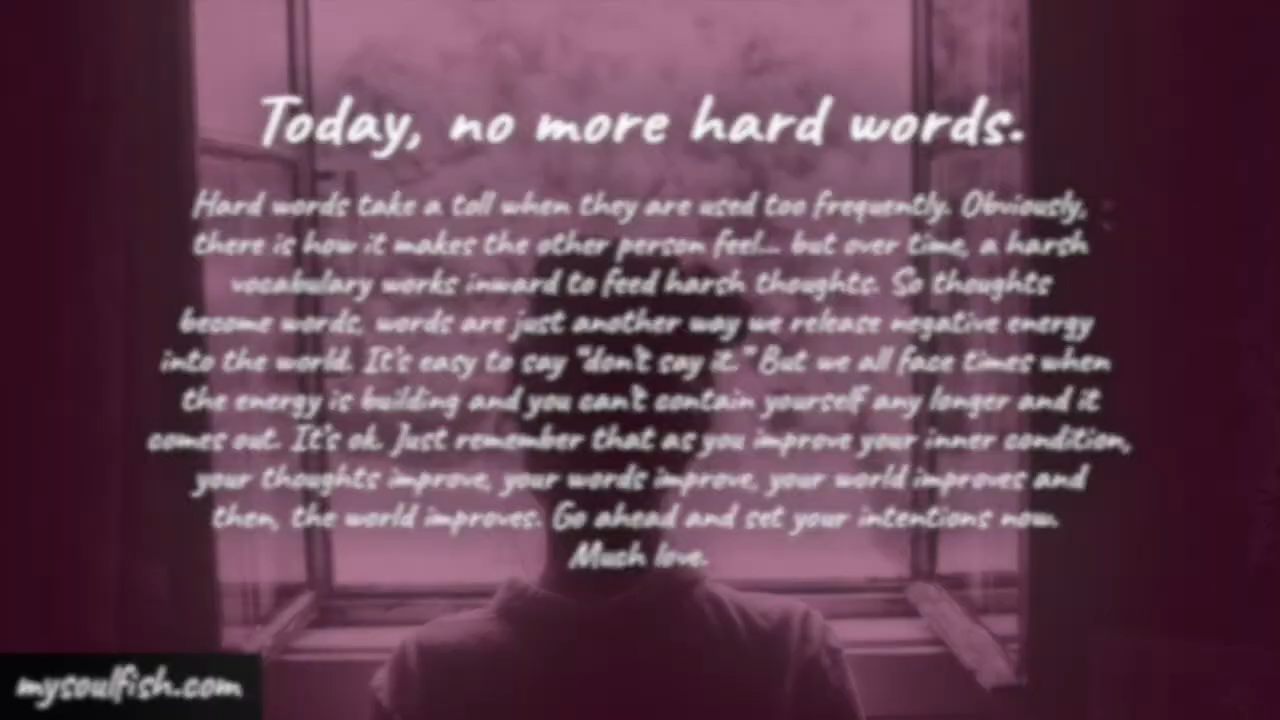 Today, no more hard words.
Hard words take a toll when they are used too frequently. Obviously,
there is how it makes the other person feel... but over time, a harsh
vocabulary works inward to feed harsh thoughts. So thoughts
become words, words are just another way we release negative energy
into the world. It's easy to say "don't say it." But we all face times when
the energy is building and you can't contain yourself any longer and it
comes out. It's ok. Just remember that as you improve your inner condition,
your thoughts improve, your words improve, your world improves and
then, the world improves. Go ahead and set your intentions now.
Much love.
mysoulfish.com